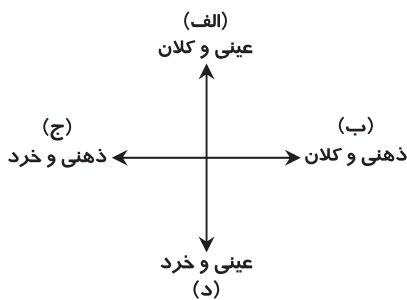 (الف)
عینی و کلان
(ب)
ذهنی و کلان
(ج)
ذهنی و خرد
عینی و خرد
(د)